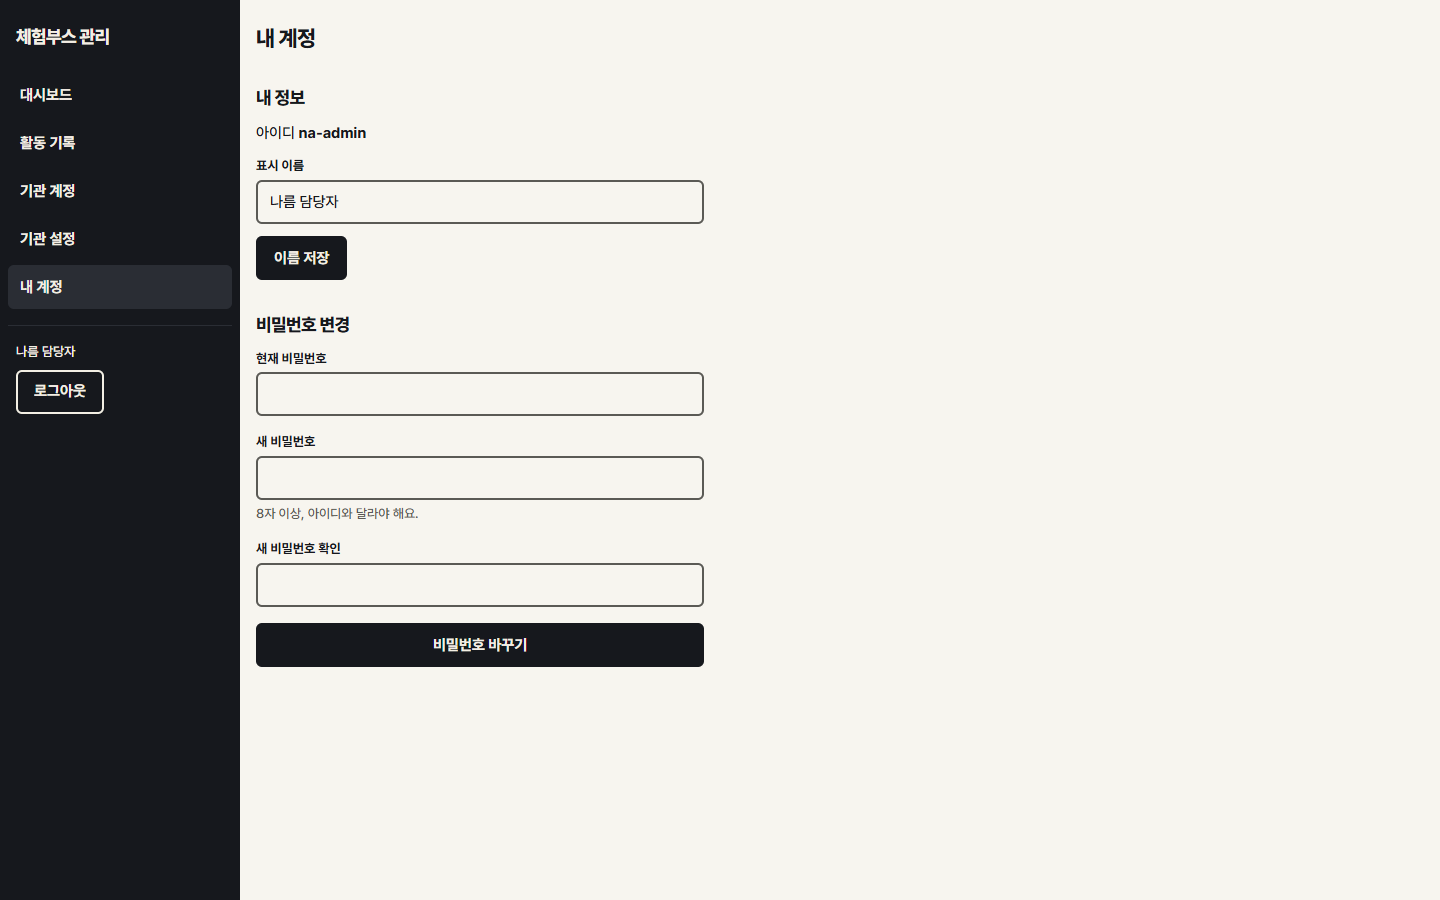 체험부스 관리
대시보드
활동 기록
기관 계정
기관 설정
내 계정
나름 담당자
로그아웃
내 계정
내 정보
아이디 na-admin
표시 이름
나름 담당자
이름 저장
비밀번호 변경
현재 비밀번호
새 비밀번호
8자 이상, 아이디와 달라야 해요.
새 비밀번호 확인
비밀번호 바꾸기